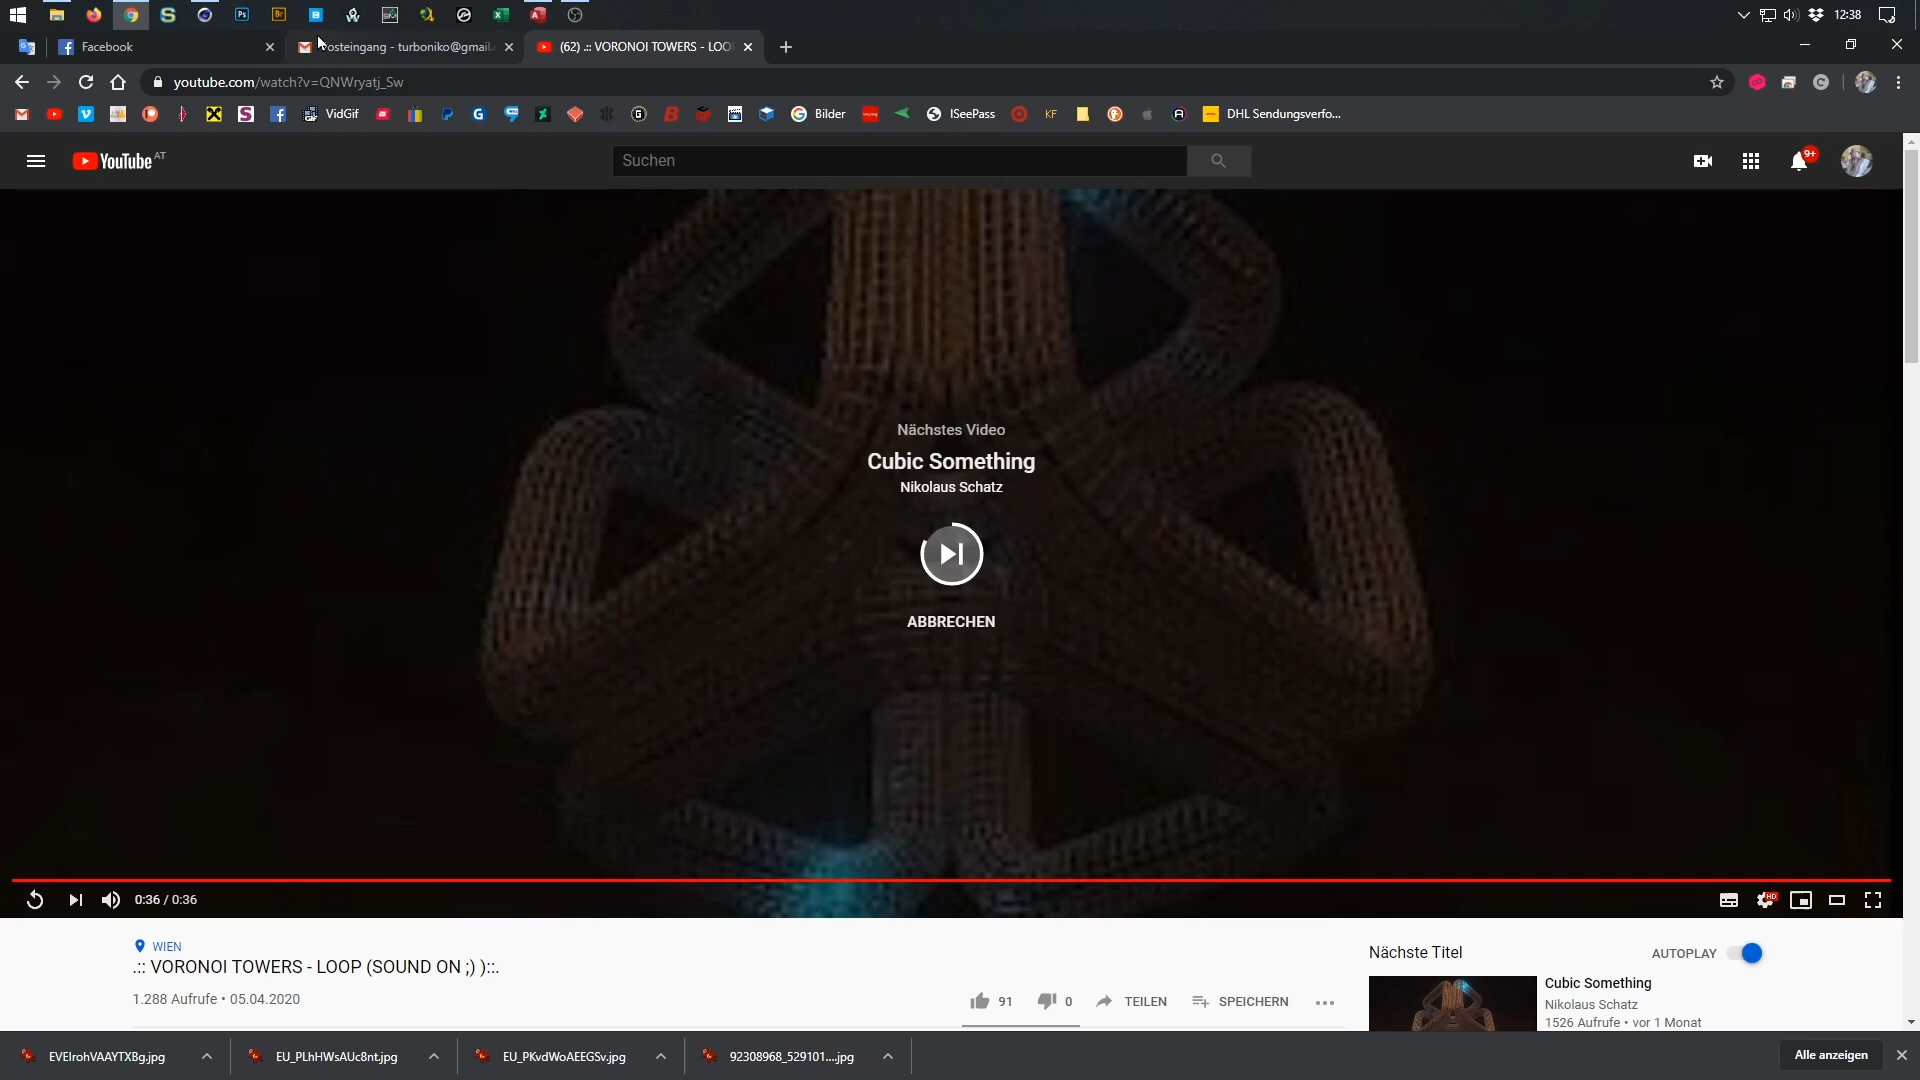 12:38
Facebook
osteingang - turboniko@gmail.
(62) .:: VORONOI TOWERS - LOO
youtube.com/watch?v=QNWryatj_Sw
VidGif
Bilder
ISeePass
KF
DHL Sendungsverfo...
YouTube AT
Suchen
9+
Nächstes Video
Cubic Something
Nikolaus Schatz
ABBRECHEN
0:36 / 0:36
HD
WIEN
.:: VORONOI TOWERS - LOOP (SOUND ON ;) )::.
1.288 Aufrufe • 05.04.2020
91
0
TEILEN
SPEICHERN
Nächste Titel
AUTOPLAY
Cubic Something
Nikolaus Schatz
1526 Aufrufe • vor 1 Monat
EVEIrohVAAYTXBg.jpg
EU_PLhHWsAUc8nt.jpg
EU_PKvdWoAEEGSv.jpg
92308968_529101....jpg
Alle anzeigen